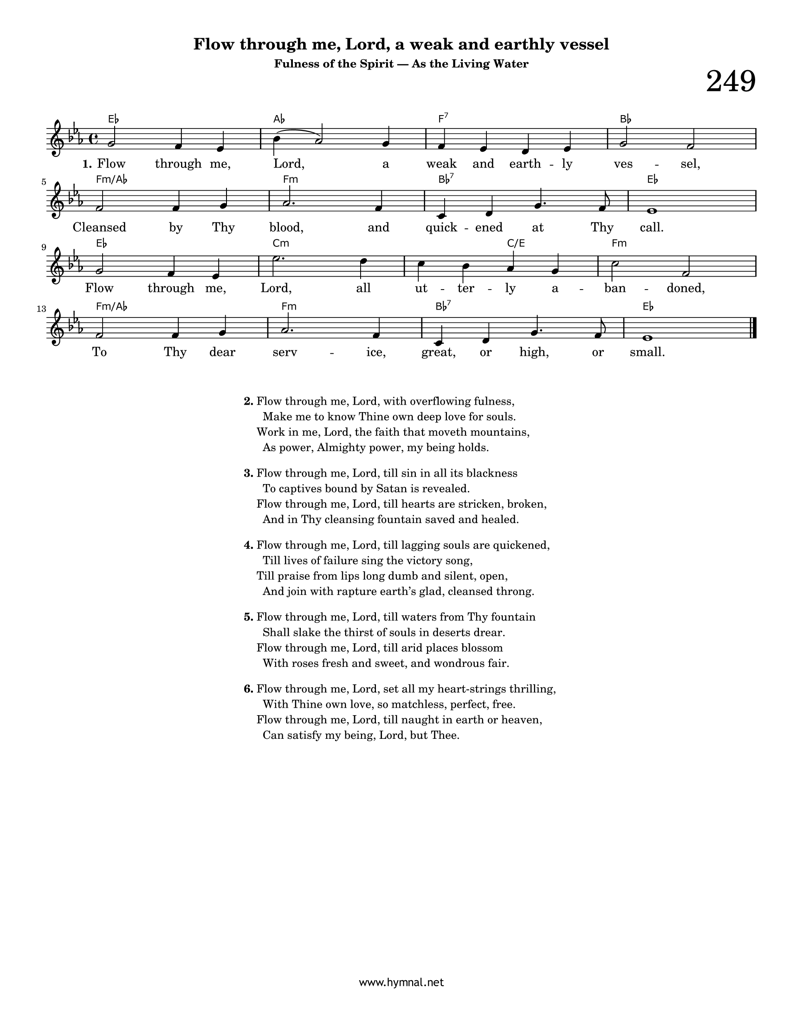 Flow through me, Lord, a weak and earthly vessel
Fulness of the Spirit — As the Living Water
249
E♭ A♭ F7 B♭
1. Flow through me, Lord, a weak and earth - ly ves - sel,
5 Fm/A♭ Fm B♭7 E♭
Cleansed by Thy blood, and quick - ened at Thy call.
9 E♭ Cm C/E Fm
Flow through me, Lord, all ut - ter - ly a - ban - doned,
13 Fm/A♭ Fm B♭7 E♭
To Thy dear serv - ice, great, or high, or small.
2. Flow through me, Lord, with overflowing fulness,
Make me to know Thine own deep love for souls.
Work in me, Lord, the faith that moveth mountains,
As power, Almighty power, my being holds.
3. Flow through me, Lord, till sin in all its blackness
To captives bound by Satan is revealed.
Flow through me, Lord, till hearts are stricken, broken,
And in Thy cleansing fountain saved and healed.
4. Flow through me, Lord, till lagging souls are quickened,
Till lives of failure sing the victory song,
Till praise from lips long dumb and silent, open,
And join with rapture earth's glad, cleansed throng.
5. Flow through me, Lord, till waters from Thy fountain
Shall slake the thirst of souls in deserts drear.
Flow through me, Lord, till arid places blossom
With roses fresh and sweet, and wondrous fair.
6. Flow through me, Lord, set all my heart-strings thrilling,
With Thine own love, so matchless, perfect, free.
Flow through me, Lord, till naught in earth or heaven,
Can satisfy my being, Lord, but Thee.
www.hymnal.net